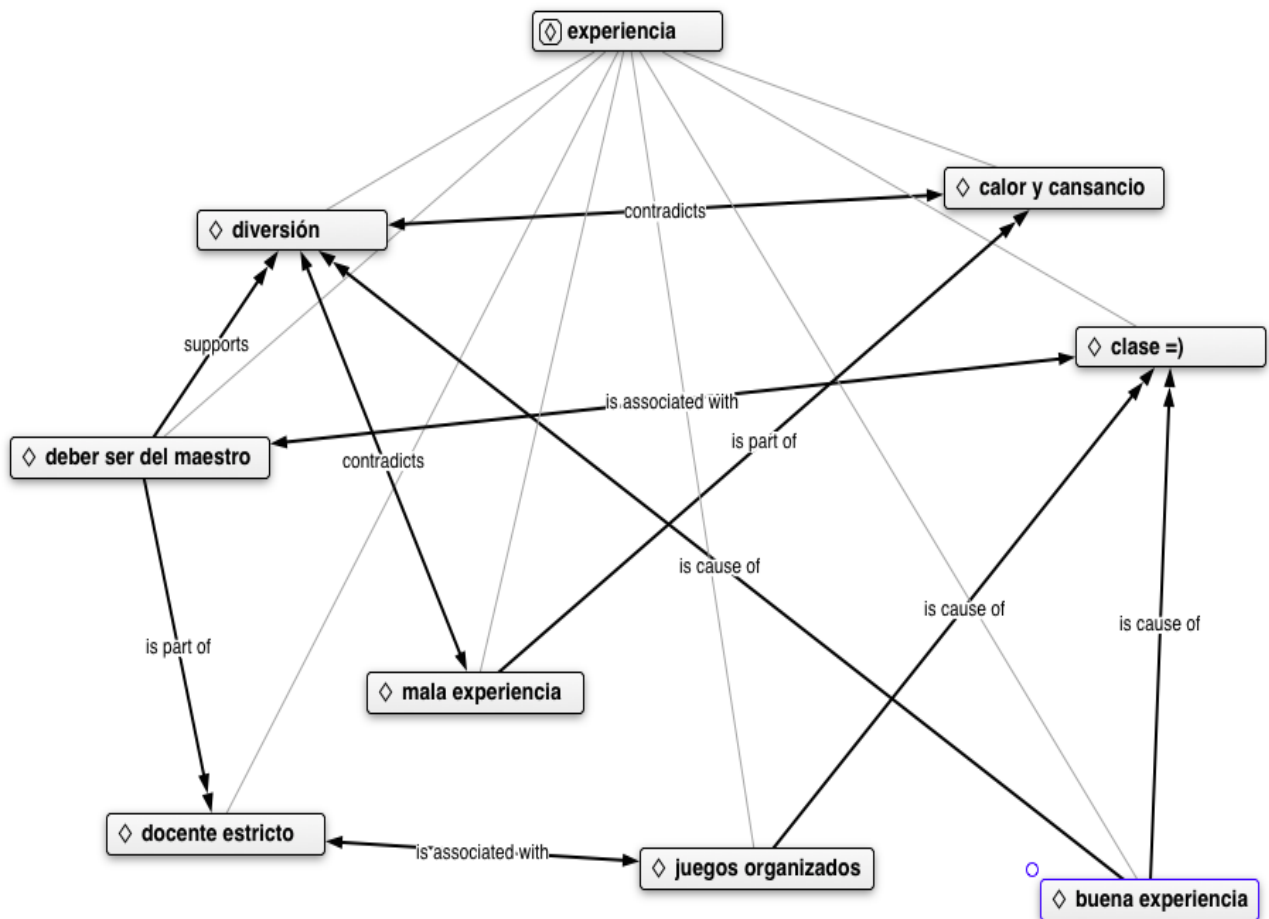 experiencia
calor y cansancio
contradicts
diversión
supports
clase =)
is associated with
is part of
contradicts
deber ser del maestro
is cause of
is cause of
is cause of
is part of
mala experiencia
docente estricto
is associated with
juegos organizados
buena experiencia